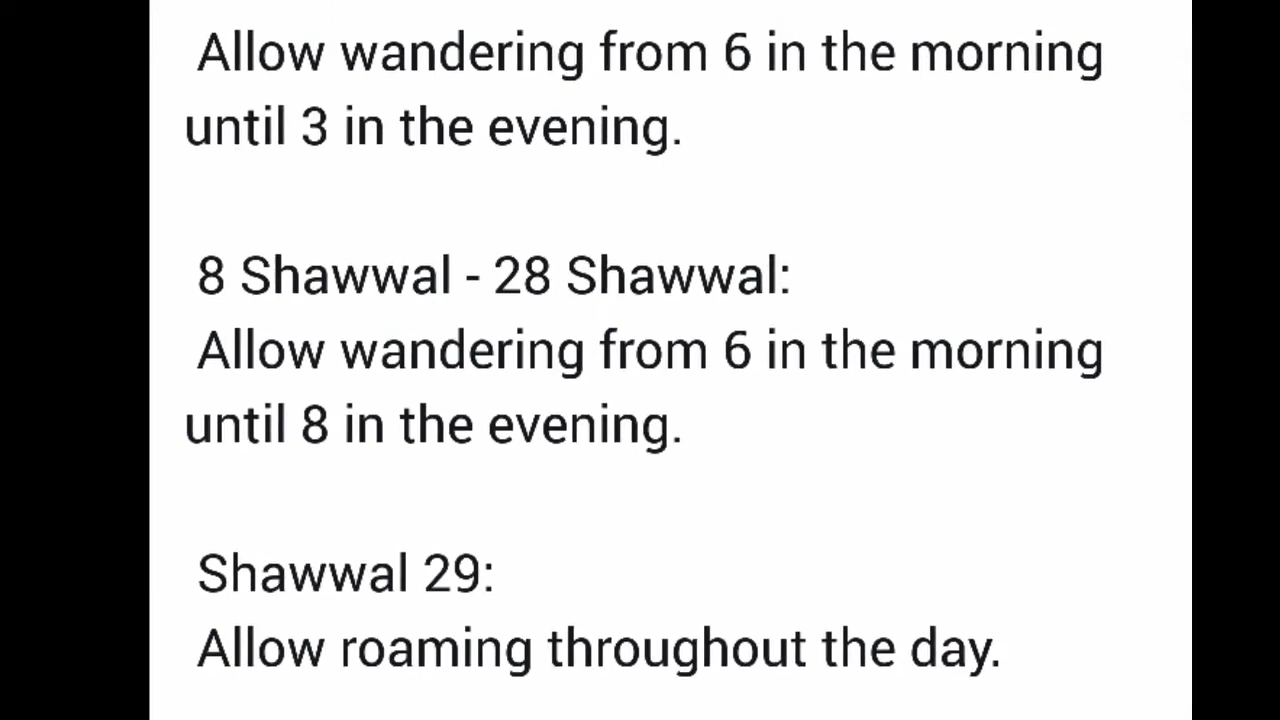 Allow wandering from 6 in the morning
until 3 in the evening.
8 Shawwal - 28 Shawwal:
Allow wandering from 6 in the morning
until 8 in the evening.
Shawwal 29:
Allow roaming throughout the day.